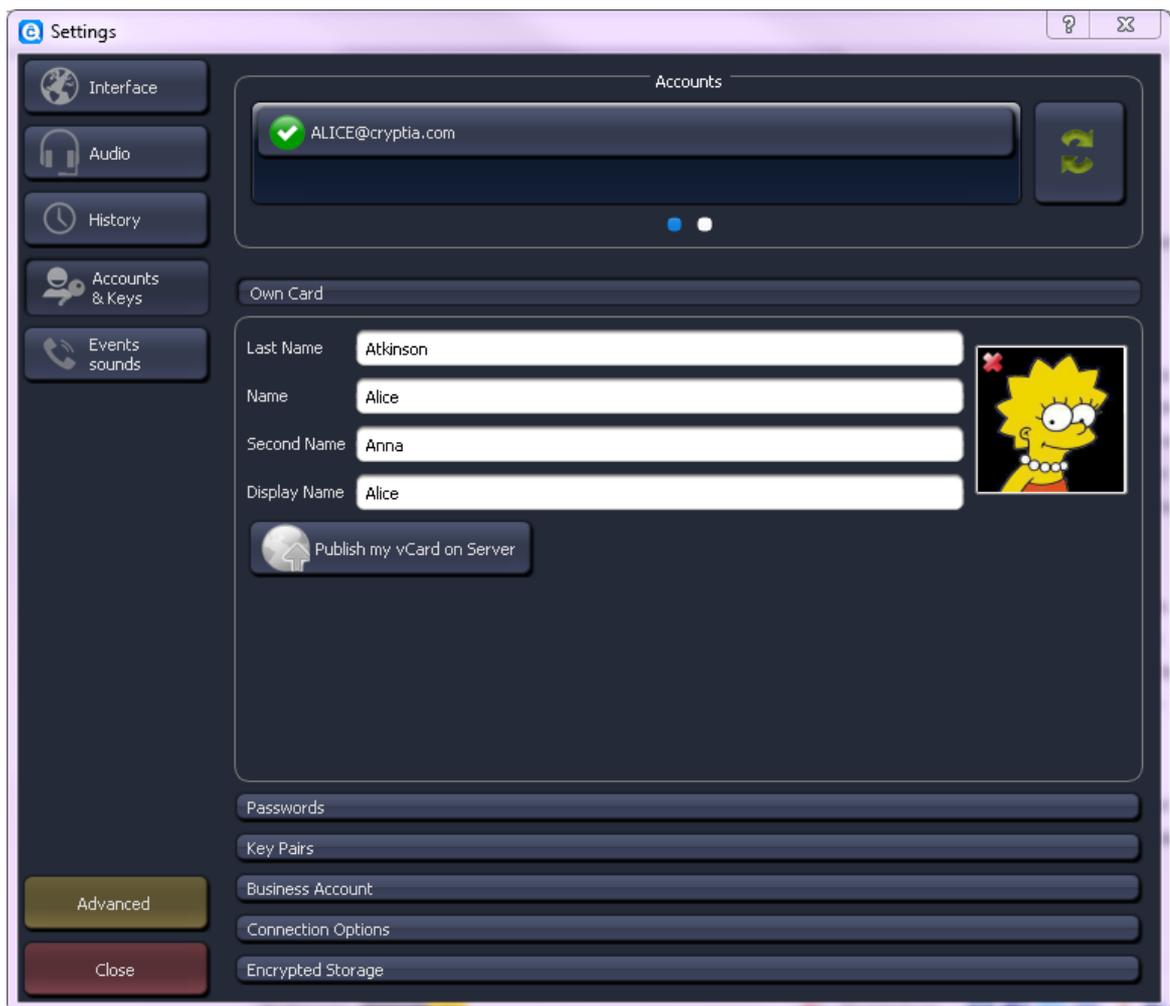 Settings
Interface
Audio
History
Accounts
& Keys
Events
sounds
Advanced
Close
Accounts
ALICE@cryptia.com
Own Card
Last Name Atkinson
Name Alice
Second Name Anna
Display Name Alice
Publish my vCard on Server
Passwords
Key Pairs
Business Account
Connection Options
Encrypted Storage